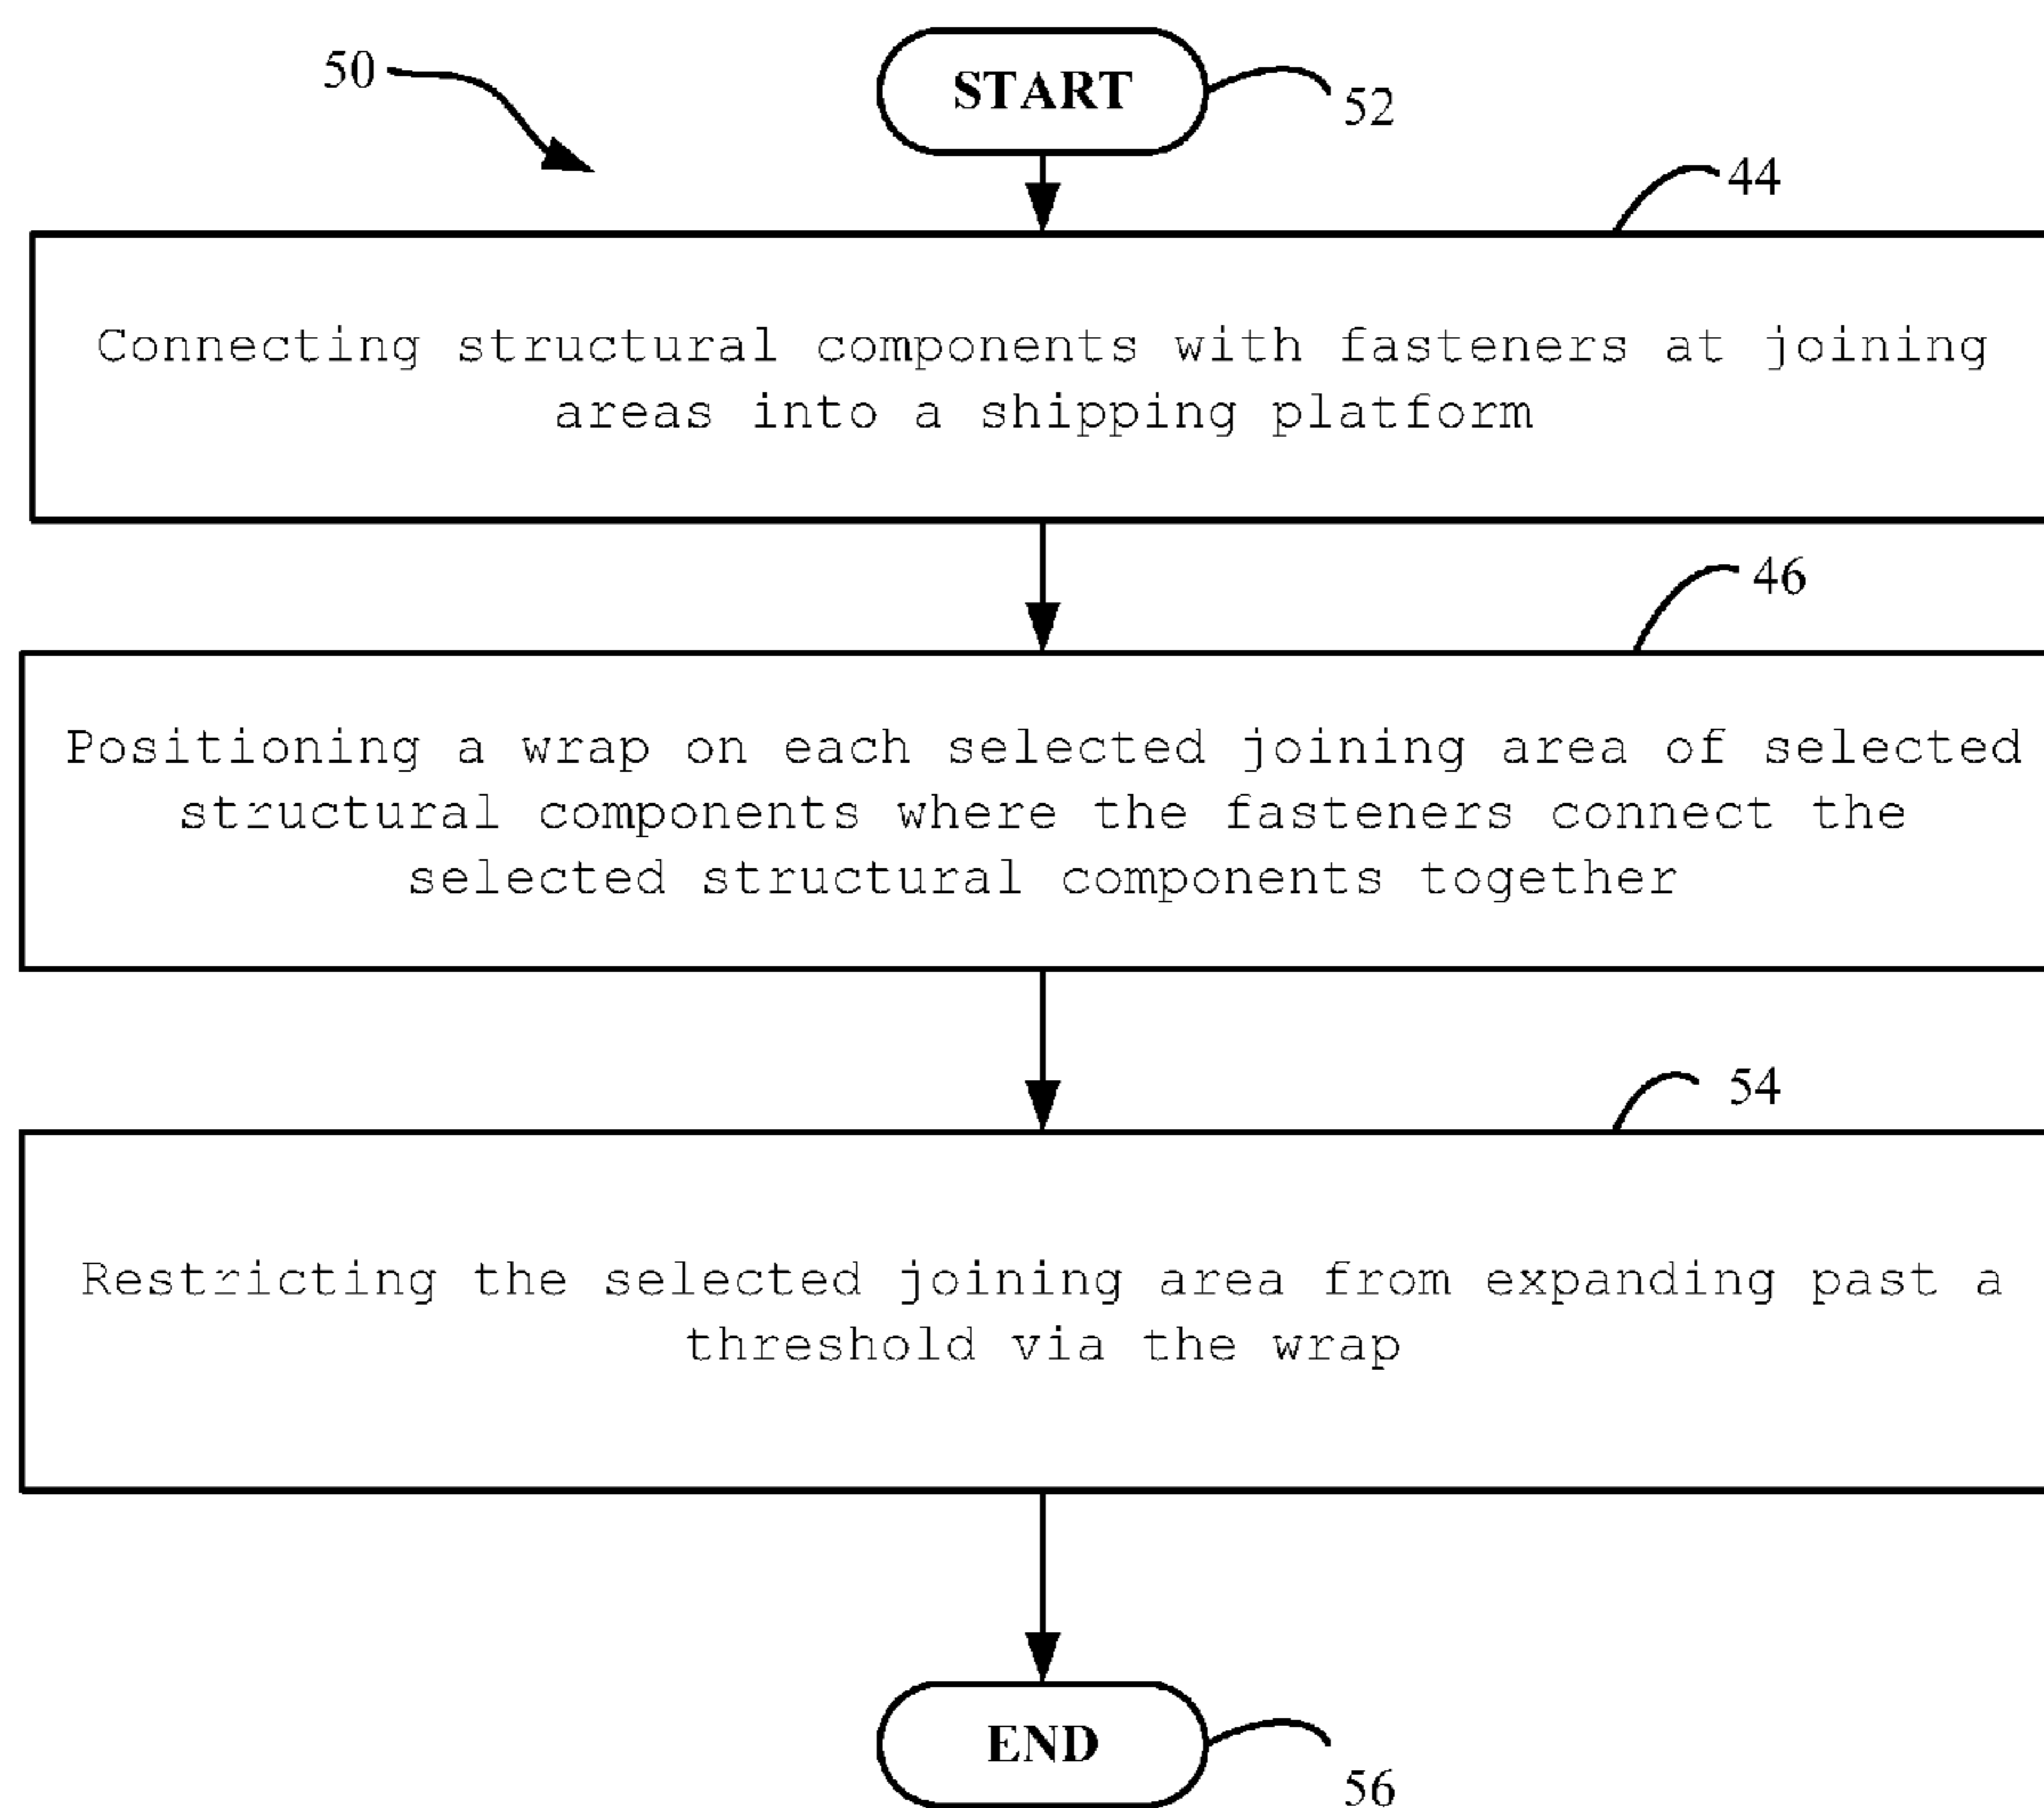 50
START
52
44
Connecting structural components with fasteners at joining
areas into a shipping platform
46
Positioning a wrap on each selected joining area of selected
structural components where the fasteners connect the
selected structural components together
54
Restricting the selected joining area from expanding past a
threshold via the wrap
END
56